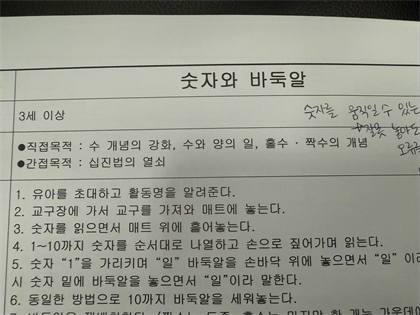 숫자와 바둑알
3세 이상
숫자를 움직일 수 있는
놓아도
●직접목적 : 수 개념의 강화, 수와 양의 일, 홀수 · 짝수의 개념
●간접목적 : 십진법의 열쇠
1. 유아를 초대하고 활동명을 알려준다.
2. 교구장에 가서 교구를 가져와 매트에 놓는다.
3. 숫자를 읽으면서 매트 위에 흩어놓는다.
4. 1~10까지 숫자를 순서대로 나열하고 손으로 짚어가며 읽는다.
5. 숫자 “1”을 가리키며 “일” 바둑알을 손바닥 위에 놓으면서 “일” 이라
시 숫자 밑에 바둑알을 놓으면서 “일”이라 말한다.
6. 동일한 방법으로 10까지 바둑알을 세워놓는다.